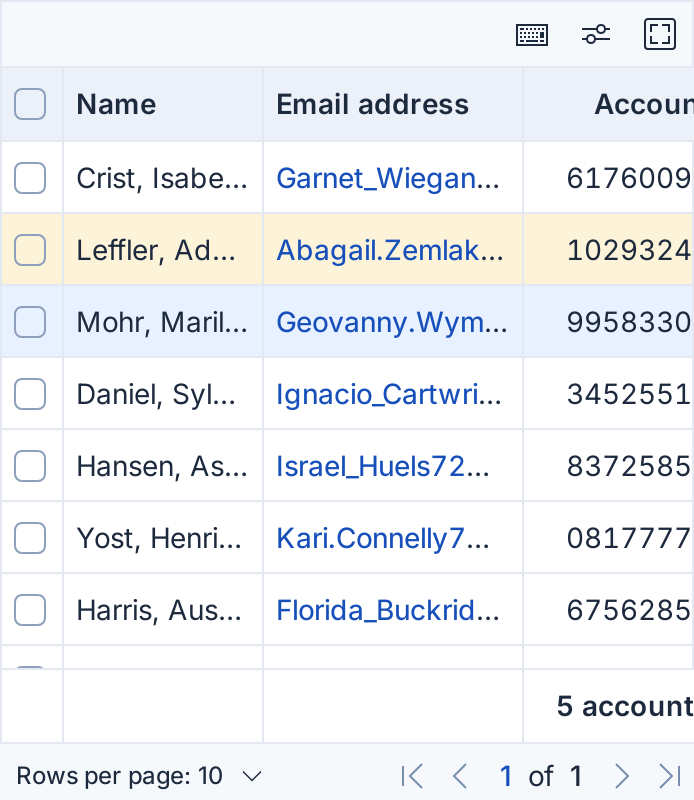 Name Email address Accoun
Crist, Isabe... Garnet_Wiegan... 6176009
Leffler, Ad... Abagail.Zemlak... 1029324
Mohr, Maril... Geovanny.Wym... 9958330
Daniel, Syl... Ignacio_Cartwri... 3452551
Hansen, As... Israel_Huels72... 8372585
Yost, Henri... Kari.Connelly7... 0817777
Harris, Aus... Florida_Buckrid... 6756285
5 account
Rows per page: 10 1 of 1